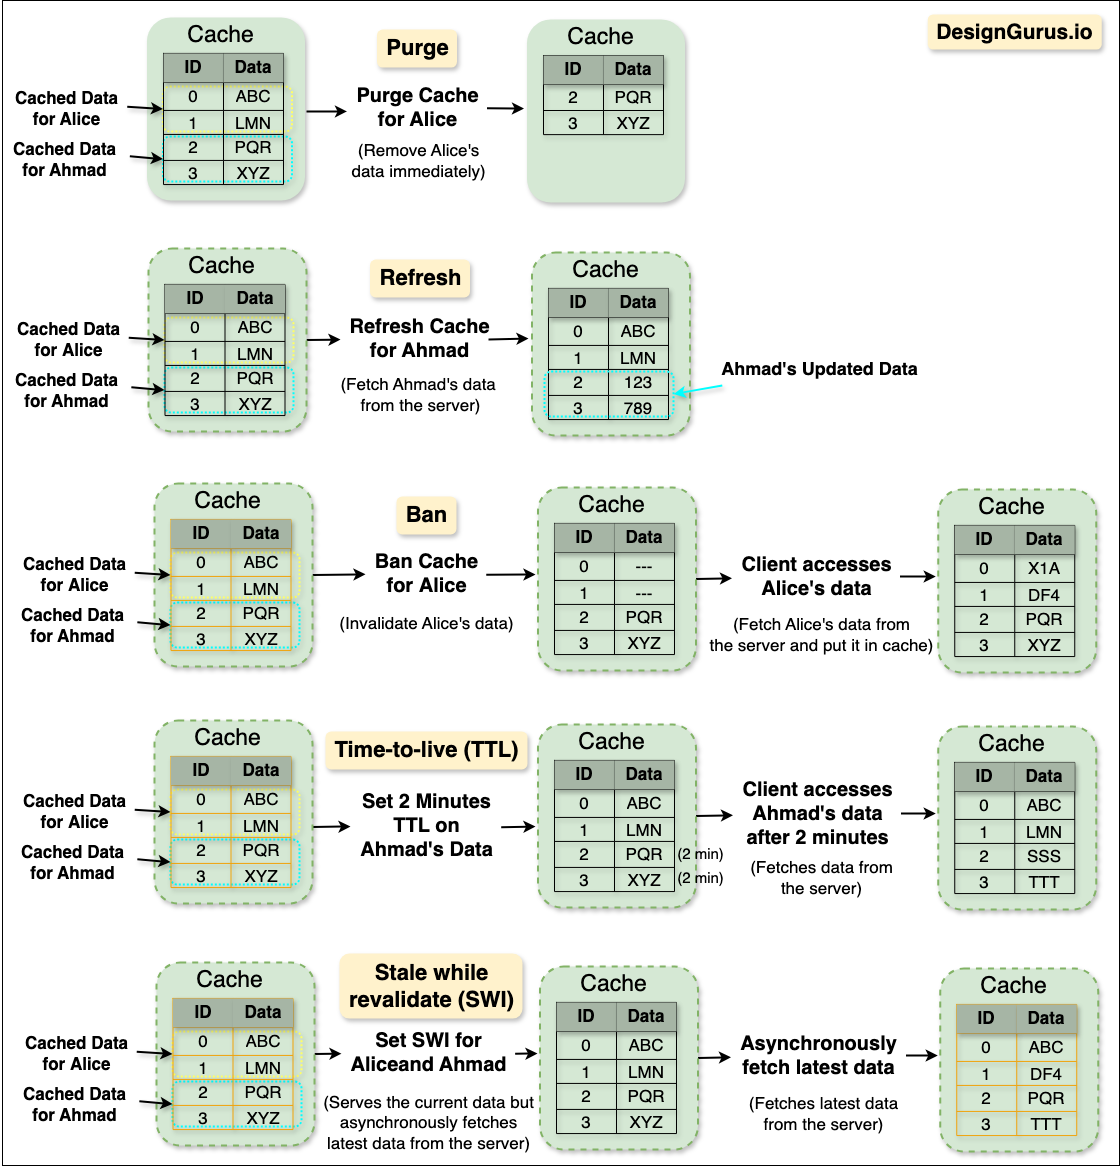 DesignGurus.io
Cache
ID Data
0 ABC
1 LMN
2 PQR
3 XYZ
Cached Data
for Alice
Cached Data
for Ahmad
Purge
Purge Cache
for Alice
(Remove Alice's
data immediately)
Cache
ID Data
2 PQR
3 XYZ
Cache
ID Data
0 ABC
1 LMN
2 PQR
3 XYZ
Cached Data
for Alice
Cached Data
for Ahmad
Refresh
Refresh Cache
for Ahmad
(Fetch Ahmad's data
from the server)
Cache
ID Data
0 ABC
1 LMN
2 123
3 789
Ahmad's Updated Data
Cache
ID Data
0 ABC
1 LMN
2 PQR
3 XYZ
Cached Data
for Alice
Cached Data
for Ahmad
Ban
Ban Cache
for Alice
(Invalidate Alice's data)
Cache
ID Data
0 ---
1 ---
2 PQR
3 XYZ
Client accesses
Alice's data
(Fetch Alice's data from
the server and put it in cache)
Cache
ID Data
0 X1A
1 DF4
2 PQR
3 XYZ
Cache
ID Data
0 ABC
1 LMN
2 PQR
3 XYZ
Cached Data
for Alice
Cached Data
for Ahmad
Time-to-live (TTL)
Set 2 Minutes
TTL on
Ahmad's Data
Cache
ID Data
0 ABC
1 LMN
2 PQR (2 min)
3 XYZ (2 min)
Client accesses
Ahmad's data
after 2 minutes
(Fetches data from
the server)
Cache
ID Data
0 ABC
1 LMN
2 SSS
3 TTT
Cache
ID Data
0 ABC
1 LMN
2 PQR
3 XYZ
Cached Data
for Alice
Cached Data
for Ahmad
Stale while
revalidate (SWI)
Set SWI for
Aliceand Ahmad
(Serves the current data but
asynchronously fetches
latest data from the server)
Cache
ID Data
0 ABC
1 LMN
2 PQR
3 XYZ
Asynchronously
fetch latest data
(Fetches latest data
from the server)
Cache
ID Data
0 ABC
1 DF4
2 PQR
3 TTT